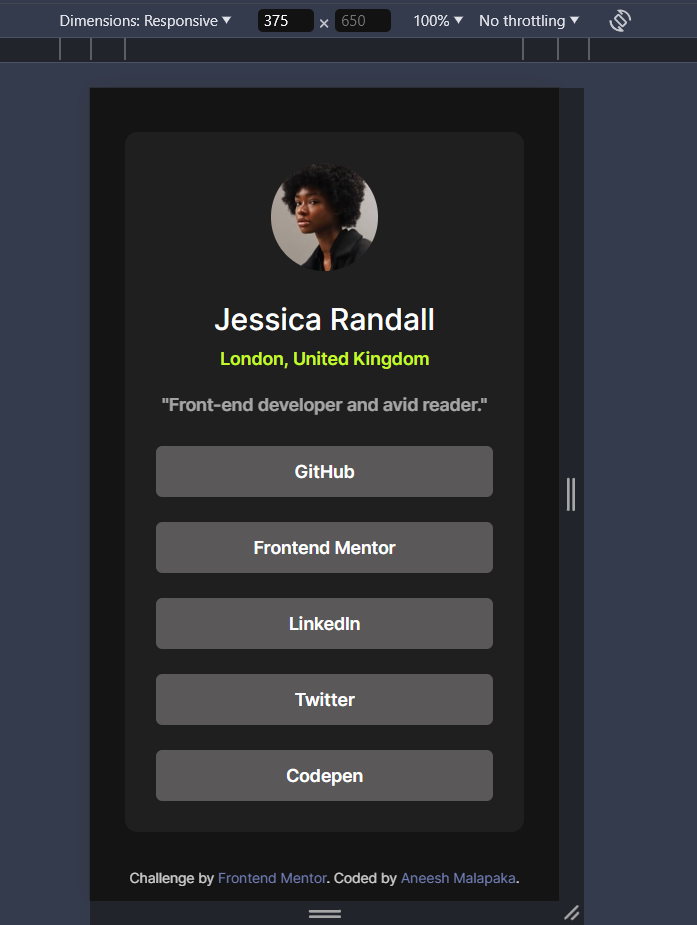 Dimensions: Responsive ▼ 375 × 650 100% ▼ No throttling ▼
Jessica Randall
London, United Kingdom
"Front-end developer and avid reader."
GitHub
Frontend Mentor
LinkedIn
Twitter
Codepen
Challenge by Frontend Mentor. Coded by Aneesh Malapaka.